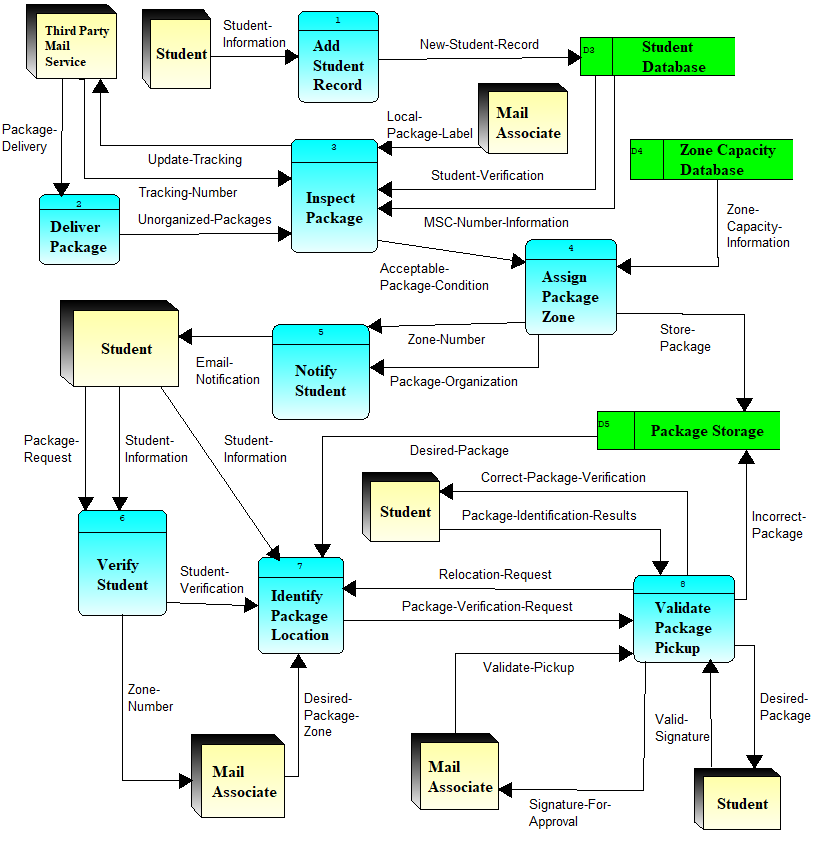 Third Party
Mail
Service
Student
Student-
Information
1
Add
Student
Record
New-Student-Record
D3
Student
Database
Package-
Delivery
Update-Tracking
Tracking-Number
Local-
Package-Label
Mail
Associate
D4
Zone Capacity
Database
3
Inspect
Package
Student-Verification
MSC-Number-Information
2
Deliver
Package
Unorganized-Packages
Zone-
Capacity-
Information
Acceptable-
Package-Condition
4
Assign
Package
Zone
Student
Email-
Notification
5
Notify
Student
Zone-Number
Package-Organization
Store-
Package
Package-
Request
Student-
Information
Student-
Information
Desired-Package
D5
Package Storage
Student
Correct-Package-Verification
Package-Identification-Results
Incorrect-
Package
6
Verify
Student
Student-
Verification
7
Identify
Package
Location
Relocation-Request
Package-Verification-Request
8
Validate
Package
Pickup
Validate-Pickup
Zone-
Number
Desired-
Package-
Zone
Mail
Associate
Mail
Associate
Signature-For-
Approval
Valid-
Signature
Desired-
Package
Student